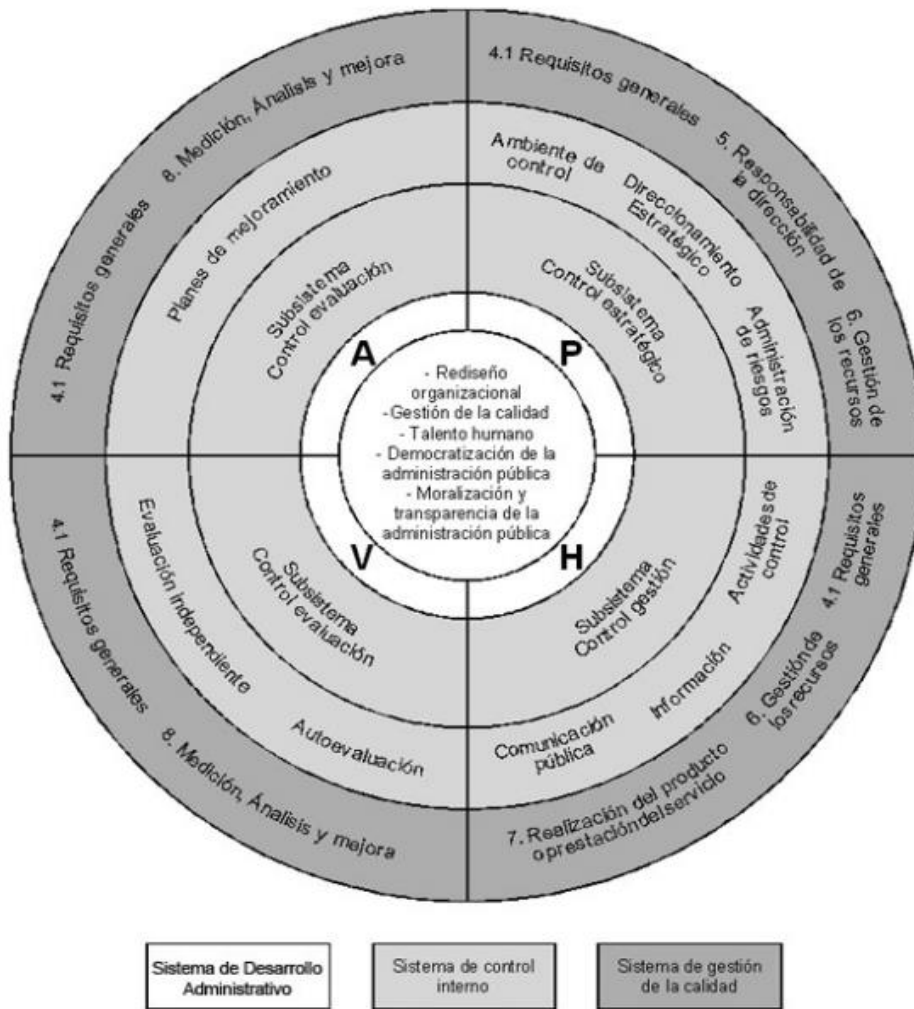 4.1 Requisitos generales
8. Medición, Ánalisis y mejora
4.1 Requisitos generales
5. Responsabilidad de
la dirección
6. Gestión de
los recursos
Planes de mejoramiento
Ambiente de
control
Direccionamiento
Estratégico
Administración
de riesgos
Subsistema
Control evaluación
Subsistema
Control estratégico
A
P
- Rediseño
organizacional
-Gestión de la calidad
- Talento humano
- Democratización de la
administración pública
- Moralización y
transparencia de la
administración pública
V
H
Subsistema
Control evaluación
Subsistema
Control gestión
Evaluación Independiente
Autoevaluación
Actividades de
control
Información
Comunicación
pública
4.1 Requisitos generales
8. Medición, Ánalisis y mejora
4.1 Requisitos
generales
6. Gestión de
los recursos
7. Realización del producto
o prestación del servicio
Sistema de Desarrollo
Administrativo
Sistema de control
interno
Sistema de gestión
de la calidad